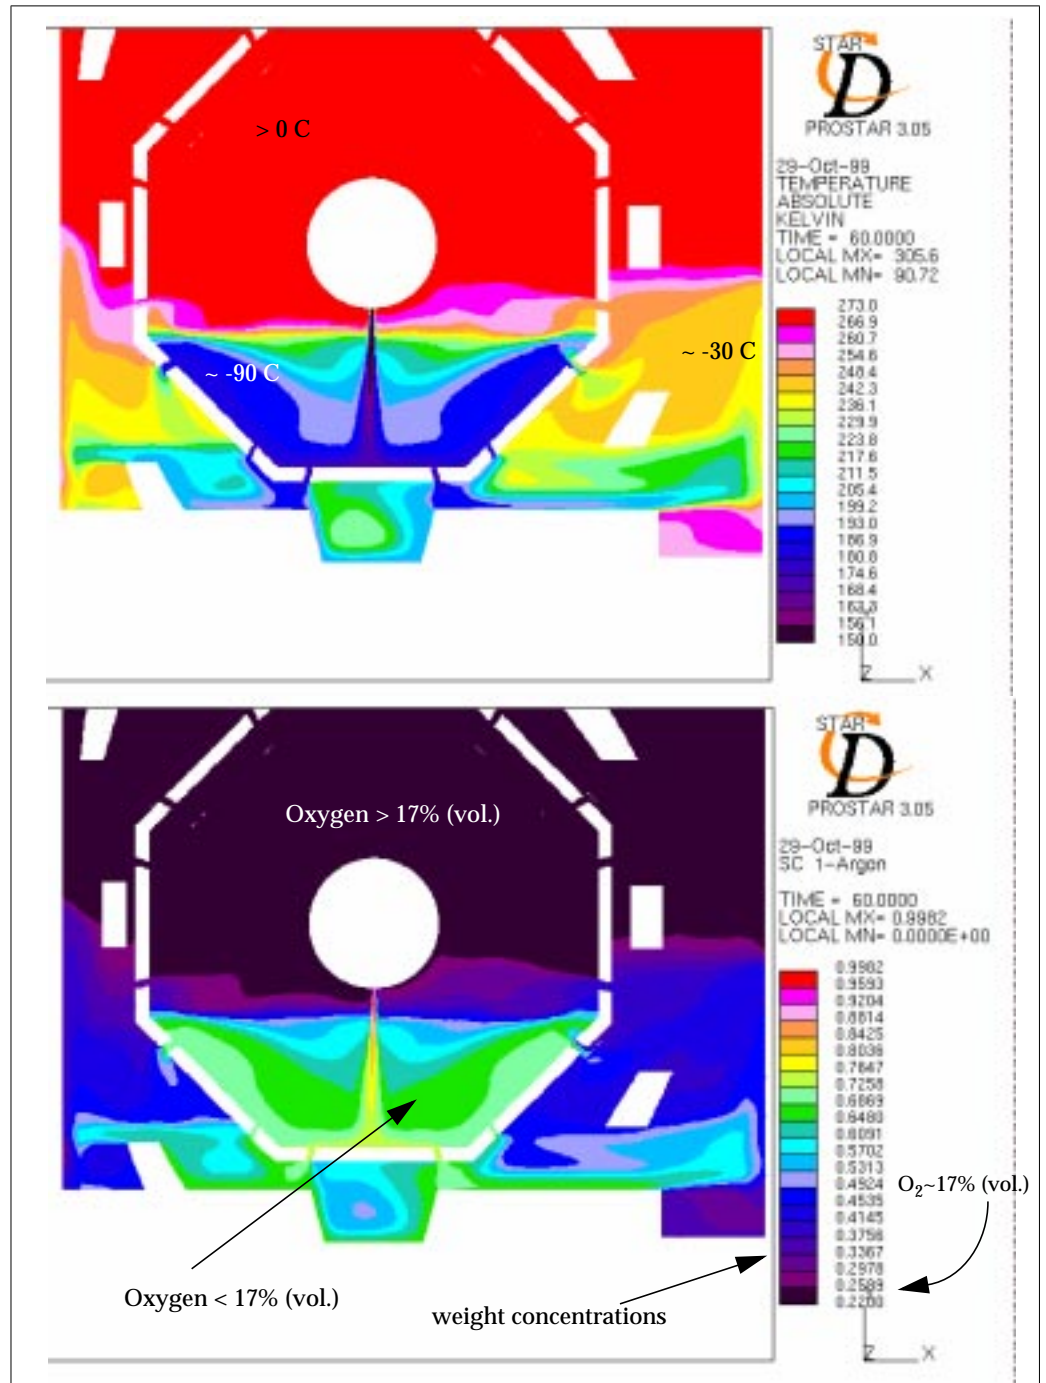 STAR
D
PROSTAR 3.05
> 0 C
29-Oct-99
TEMPERATURE
ABSOLUTE
KELVIN
TIME = 60.0000
LOCAL MX= 305.6
LOCAL MN= 90.72
~ -90 C
~ -30 C
273.0
266.9
260.7
254.6
248.4
242.3
236.1
229.9
223.8
217.6
211.5
205.4
199.2
193.0
186.9
180.8
174.6
168.4
156.1
150.0
Z
X
STAR
D
PROSTAR 3.05
Oxygen > 17% (vol.)
29-Oct-99
SC 1-Argon
TIME = 60.0000
LOCAL MX= 0.9982
LOCAL MN= 0.0000E+00
0.9982
0.9593
0.9204
0.8814
0.8425
0.8036
0.7647
0.7258
0.6869
0.6480
0.6091
0.5702
0.5313
0.4924
0.4535
0.4145
0.3756
0.3367
0.2978
0.2589
0.2200
O2~17% (vol.)
Oxygen < 17% (vol.)
weight concentrations
Z
X